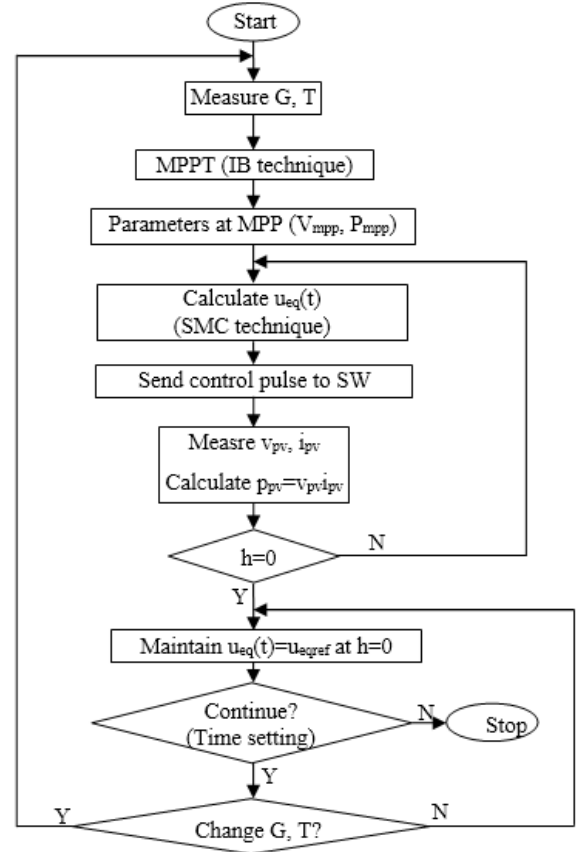 Start
Measure G, T
MPPT (IB technique)
Parameters at MPP (Vmpp, Pmpp)
Calculate ueq(t)
(SMC technique)
Send control pulse to SW
Measre vpv, ipv
Calculate ppv=vpvipv
h=0
N
Y
Maintain ueq(t)=ueqref at h=0
Continue?
(Time setting)
N
Stop
Y
Change G, T?
Y
N